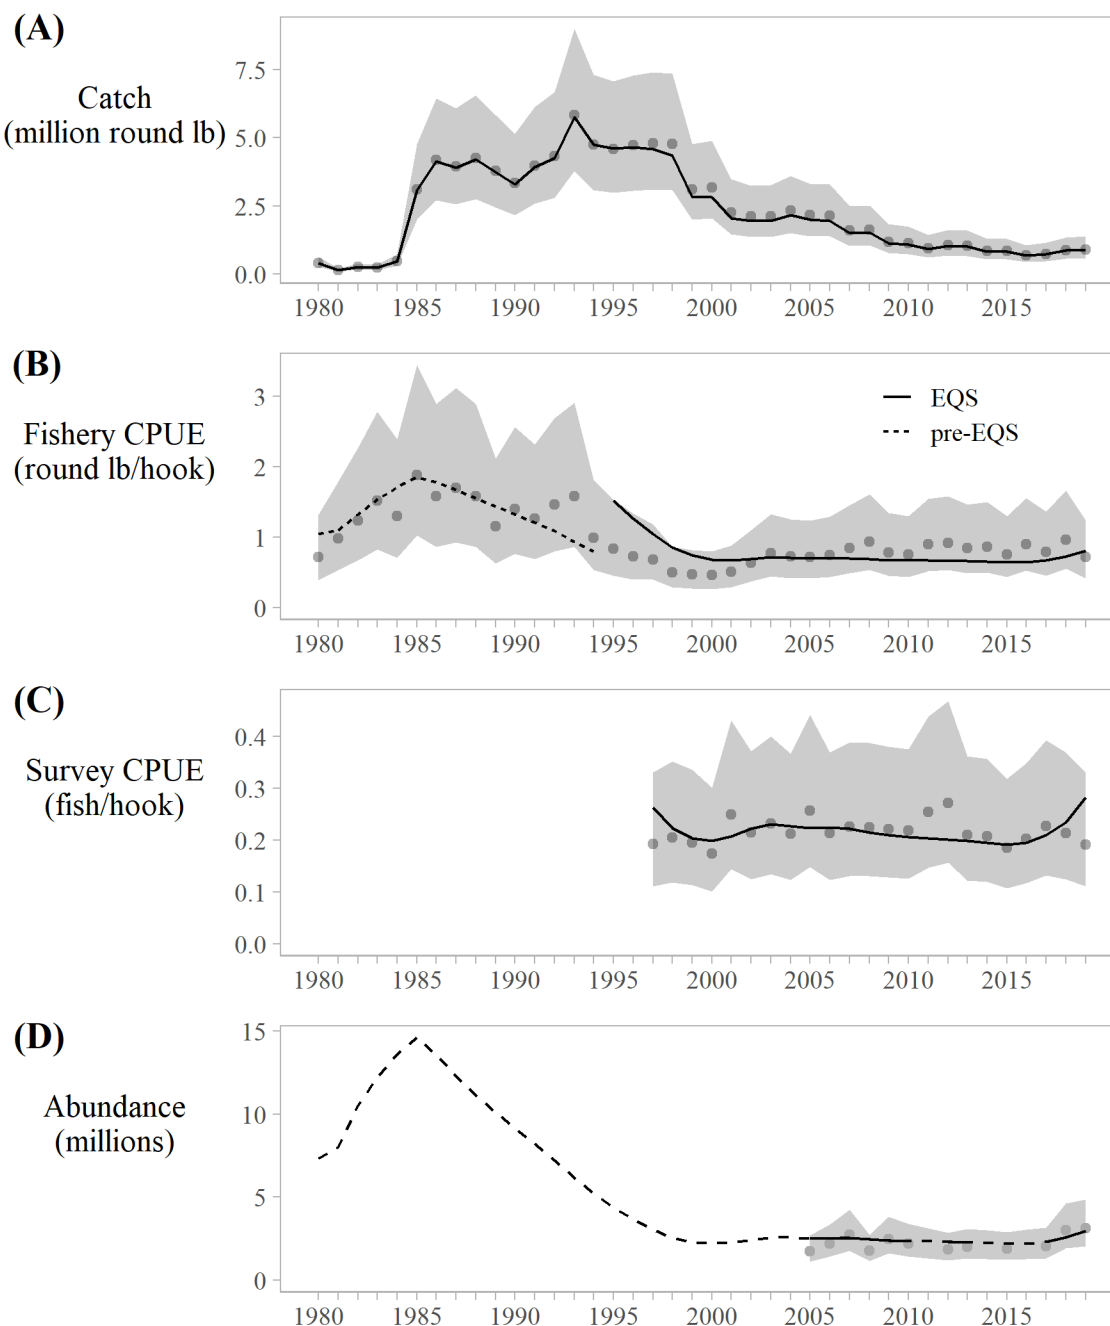 (A)
Catch
(million round lb)
7.5
5.0
2.5
0.0
1980 1985 1990 1995 2000 2005 2010 2015
(B)
Fishery CPUE
(round lb/hook)
3
2
1
0
EQS
pre-EQS
1980 1985 1990 1995 2000 2005 2010 2015
(C)
Survey CPUE
(fish/hook)
0.4
0.3
0.2
0.1
0.0
1980 1985 1990 1995 2000 2005 2010 2015
(D)
Abundance
(millions)
15
10
5
0
1980 1985 1990 1995 2000 2005 2010 2015